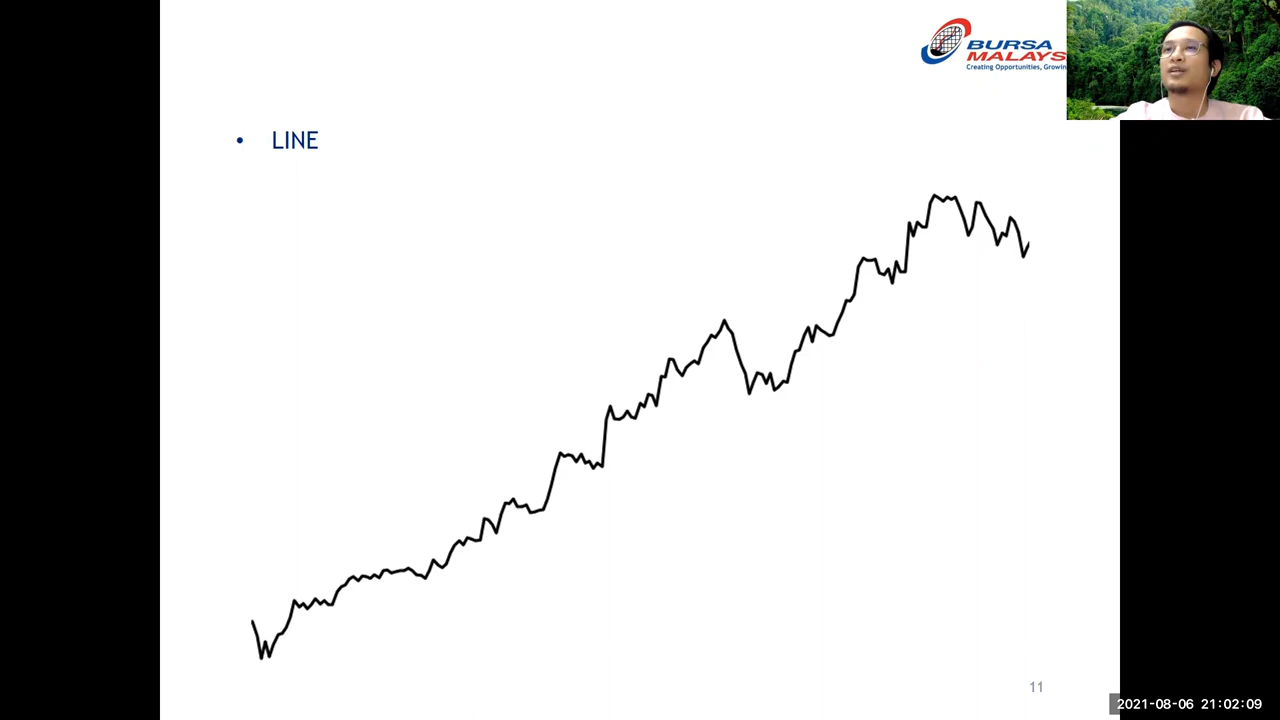 BURSA
MALAYS
Creating Opportunities, Growin
• LINE
11
2021-08-06 21:02:09